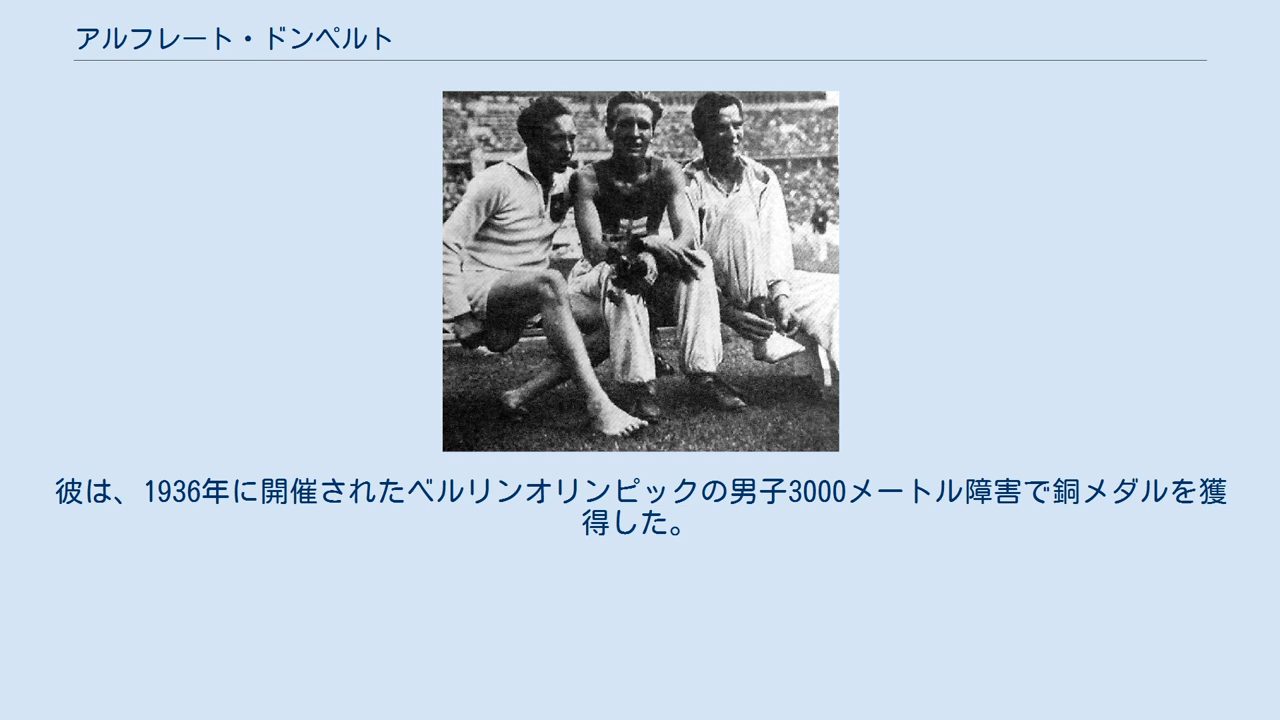 アルフレート・ドンペルト
彼は、1936年に開催されたベルリンオリンピックの男子3000メートル障害で銅メダルを獲
得した。